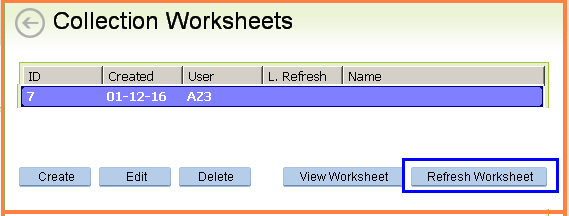 Collection Worksheets
ID Created User L. Refresh Name
7 01-12-16 AZ3
Create Edit Delete View Worksheet Refresh Worksheet